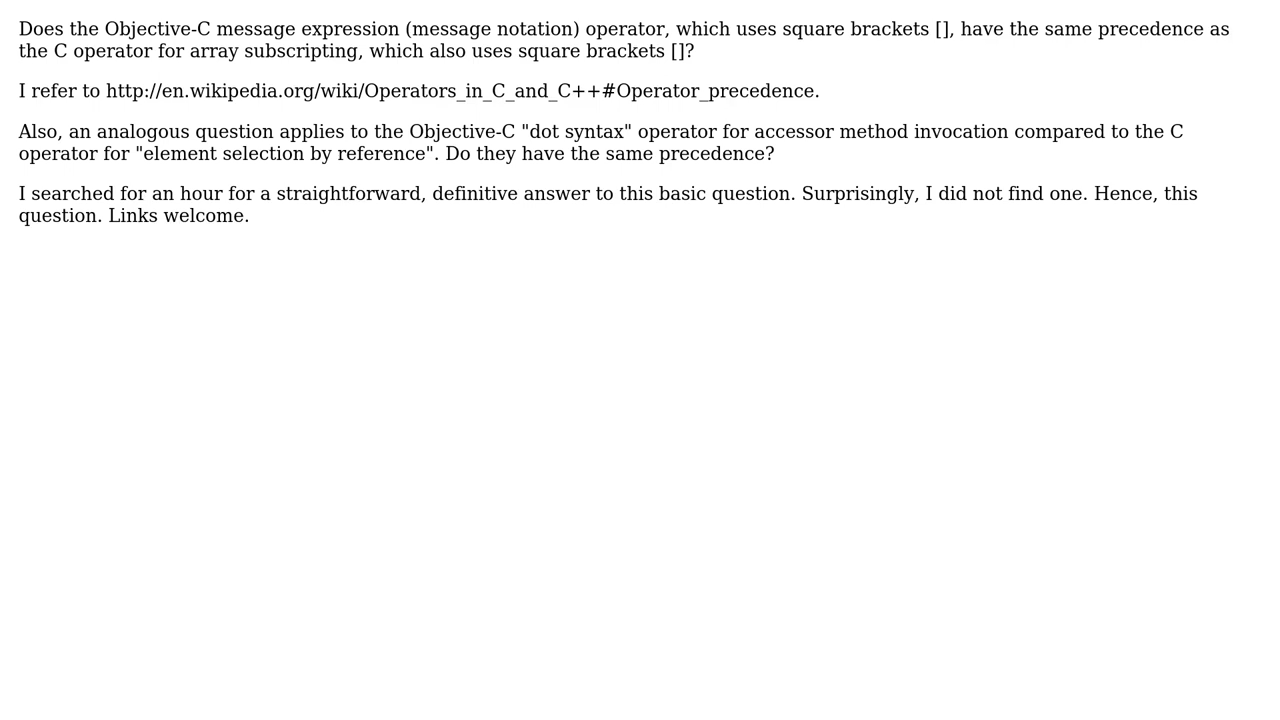 Does the Objective-C message expression (message notation) operator, which uses square brackets [], have the same precedence as
the C operator for array subscripting, which also uses square brackets []?
I refer to http://en.wikipedia.org/wiki/Operators_in_C_and_C++#Operator_precedence.
Also, an analogous question applies to the Objective-C "dot syntax" operator for accessor method invocation compared to the C
operator for "element selection by reference". Do they have the same precedence?
I searched for an hour for a straightforward, definitive answer to this basic question. Surprisingly, I did not find one. Hence, this
question. Links welcome.